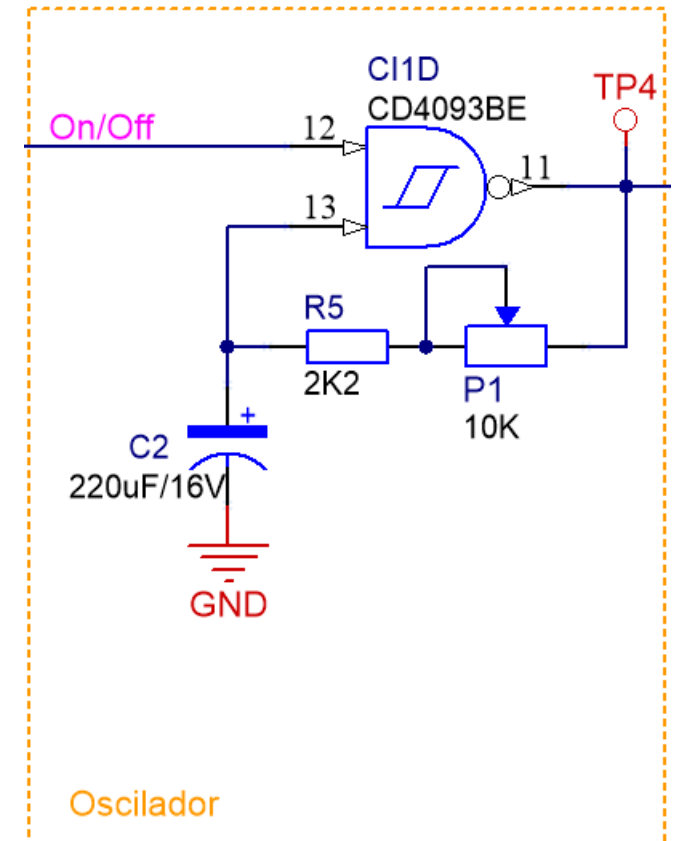 CI1D
CD4093BE
TP4
On/Off
12
11
13
R5
2K2
P1
10K
+
C2
220uF/16V
GND
Oscilador